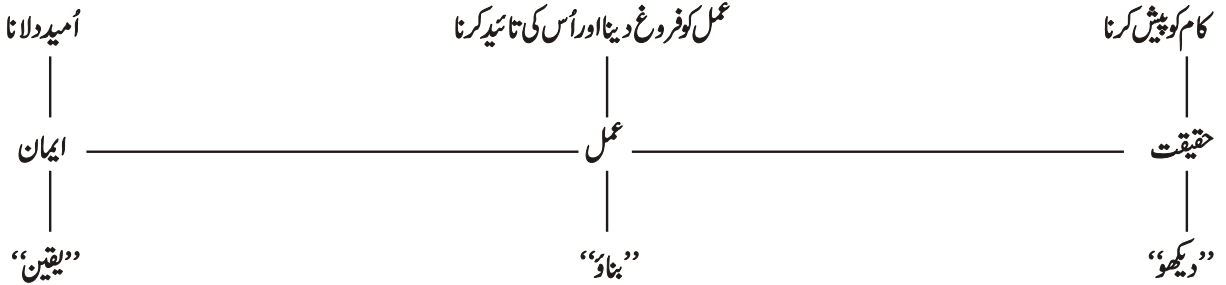 کام کو پیش کرنا عمل کو فروغ دینا اور اُس کی تائید کرنا اُمید دلانا
حقیقت عمل ایمان
”دیکھو“ ”بناؤ“ ”یقین“